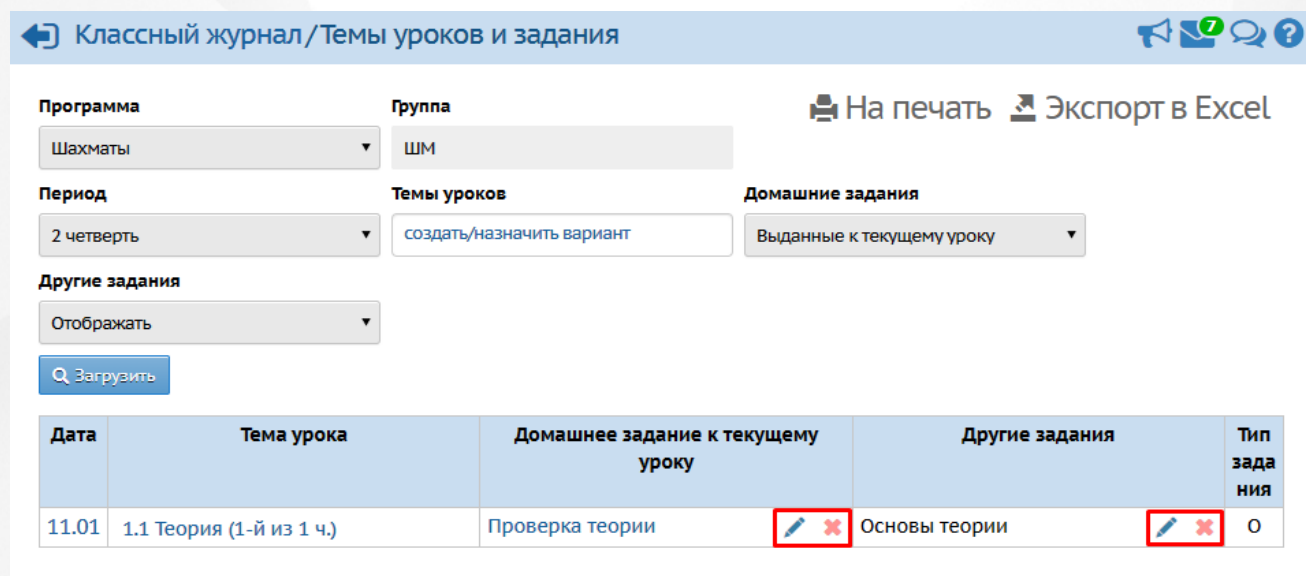 Классный журнал/Темы уроков и задания
7
?
Программа
Группа
На печать
Экспорт в Excel
Шахматы
ШМ
Период
Темы уроков
Домашние задания
2 четверть
создать/назначить вариант
Выданные к текущему уроку
Другие задания
Отображать
Загрузить
Дата
Тема урока
Домашнее задание к текущему
уроку
Другие задания
Тип
зада
ния
11.01
1.1 Теория (1-й из 1 ч.)
Проверка теории
Основы теории
О